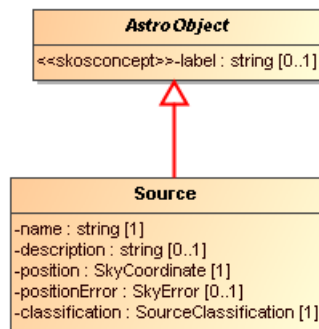 AstroObject
<<skosconcept>>-label : string [0..1]
Source
-name : string [1]
-description : string [0..1]
-position : SkyCoordinate [1]
-positionError : SkyError [0..1]
-classification : SourceClassification [1]